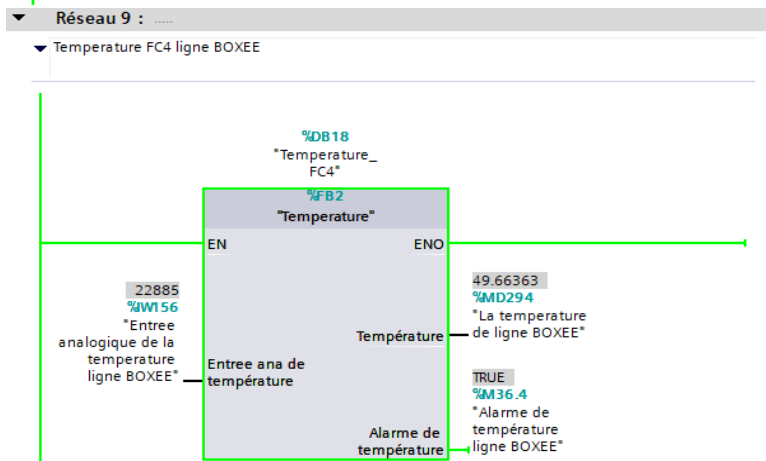 Réseau 9 : .....
Temperature FC4 ligne BOXEE
%DB18
"Temperature_
FC4"
%FB2
"Temperature"
EN
ENO
22885
%IW156
"Entree
analogique de la
temperature
ligne BOXEE"
Entree ana de
température
Température
49.66363
%MD294
"La temperature
de ligne BOXEE"
Alarme de
température
TRUE
%M36.4
"Alarme de
température
ligne BOXEE"